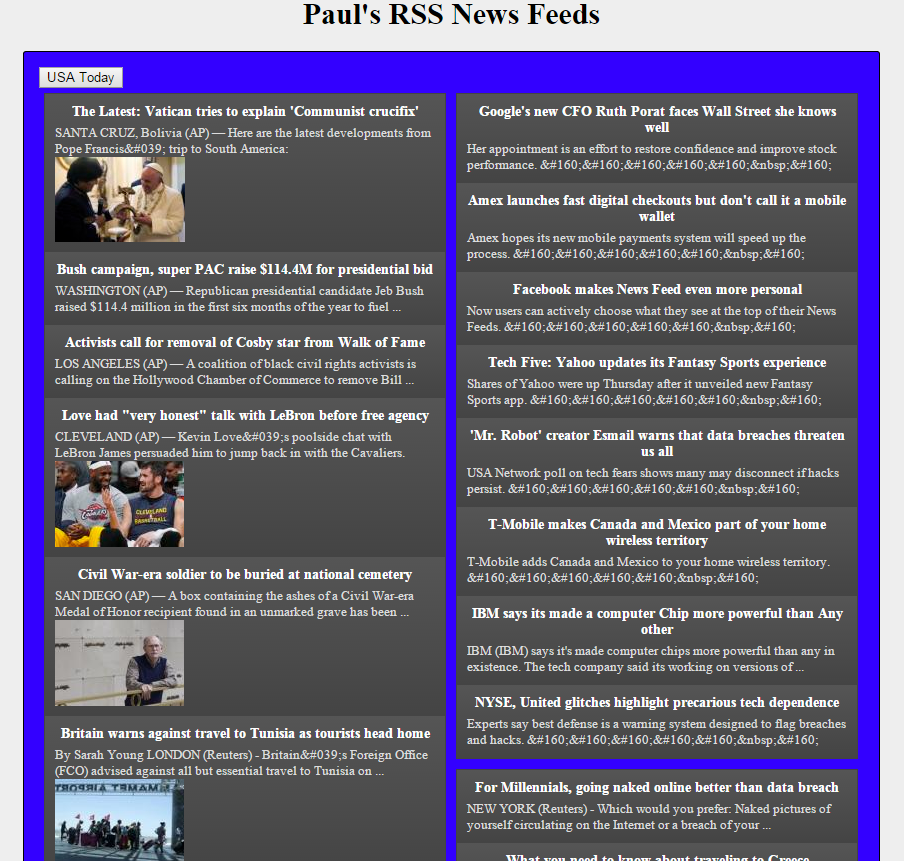 Paul's RSS News Feeds
USA Today
The Latest: Vatican tries to explain 'Communist crucifix'
SANTA CRUZ, Bolivia (AP) — Here are the latest developments from
Pope Francis&#039; trip to South America:
Bush campaign, super PAC raise $114.4M for presidential bid
WASHINGTON (AP) — Republican presidential candidate Jeb Bush
raised $114.4 million in the first six months of the year to fuel ...
Activists call for removal of Cosby star from Walk of Fame
LOS ANGELES (AP) — A coalition of black civil rights activists is
calling on the Hollywood Chamber of Commerce to remove Bill ...
Love had "very honest" talk with LeBron before free agency
CLEVELAND (AP) — Kevin Love&#039;s poolside chat with
LeBron James persuaded him to jump back in with the Cavaliers.
CLEVELAND
BASKETBALL
Civil War-era soldier to be buried at national cemetery
SAN DIEGO (AP) — A box containing the ashes of a Civil War-era
Medal of Honor recipient found in an unmarked grave has been ...
Britain warns against travel to Tunisia as tourists head home
By Sarah Young LONDON (Reuters) - Britain&#039;s Foreign Office
(FCO) advised against all but essential travel to Tunisia on ...
Google's new CFO Ruth Porat faces Wall Street she knows
well
Her appointment is an effort to restore confidence and improve stock
performance. &#160;&#160;&#160;&#160;&#160;&nbsp;&#160;
Amex launches fast digital checkouts but don't call it a mobile
wallet
Amex hopes its new mobile payments system will speed up the
process. &#160;&#160;&#160;&#160;&#160;&nbsp;&#160;
Facebook makes News Feed even more personal
Now users can actively choose what they see at the top of their News
Feeds. &#160;&#160;&#160;&#160;&#160;&nbsp;&#160;
Tech Five: Yahoo updates its Fantasy Sports experience
Shares of Yahoo were up Thursday after it unveiled new Fantasy
Sports app. &#160;&#160;&#160;&#160;&#160;&nbsp;&#160;
'Mr. Robot' creator Esmail warns that data breaches threaten
us all
USA Network poll on tech fears shows many may disconnect if hacks
persist. &#160;&#160;&#160;&#160;&#160;&nbsp;&#160;
T-Mobile makes Canada and Mexico part of your home
wireless territory
T-Mobile adds Canada and Mexico to your home wireless territory.
&#160;&#160;&#160;&#160;&#160;&nbsp;&#160;
IBM says its made a computer Chip more powerful than Any
other
IBM (IBM) says it's made computer chips more powerful than any in
existence. The tech company said its working on versions of ...
NYSE, United glitches highlight precarious tech dependence
Experts say best defense is a warning system designed to flag breaches
and hacks. &#160;&#160;&#160;&#160;&#160;&nbsp;&#160;
For Millennials, going naked online better than data breach
NEW YORK (Reuters) - Which would you prefer: Naked pictures of
yourself circulating on the Internet or a breach of your ...
What you need to know about traveling to Greece